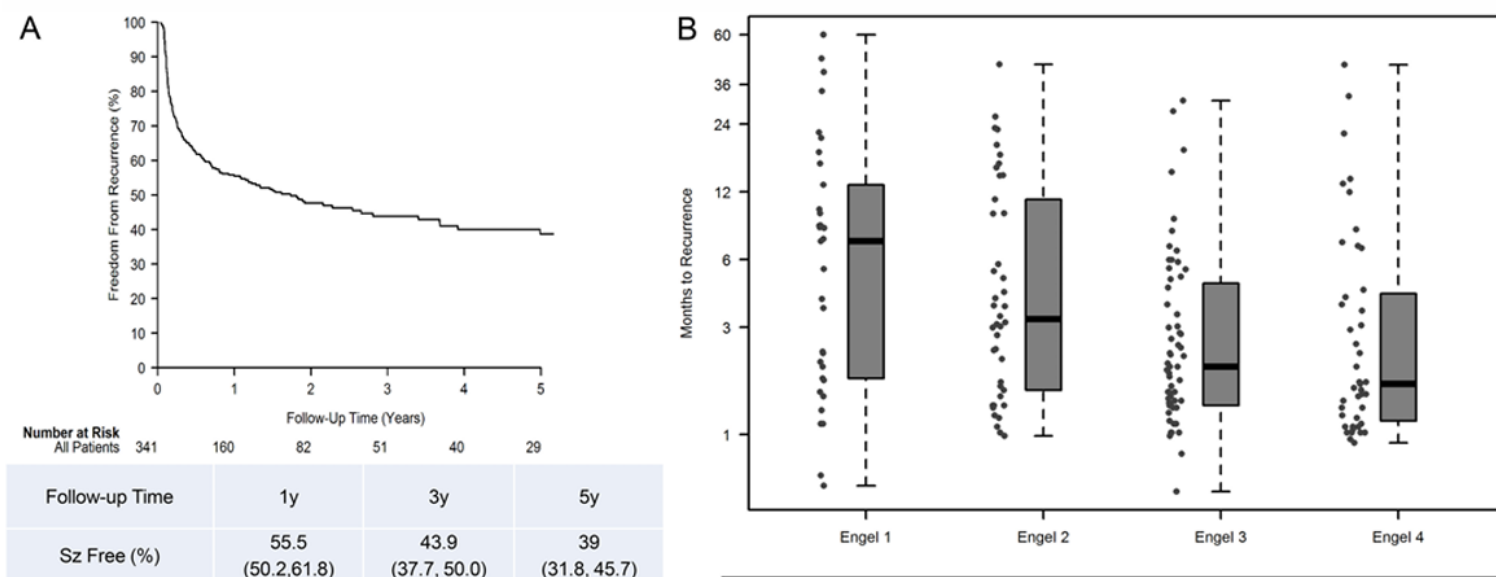 A
Freedom From Recurrence (%)
100
90
80
70
60
50
40
30
20
10
0
0 1 2 3 4 5
Follow-Up Time (Years)
Number at Risk
All Patients 341 160 82 51 40 29
Follow-up Time 1y 3y 5y
Sz Free (%) 55.5 43.9 39
(50.2,61.8) (37.7, 50.0) (31.8, 45.7)
B
Months to Recurrence
60
36
24
12
6
3
1
Engel 1 Engel 2 Engel 3 Engel 4